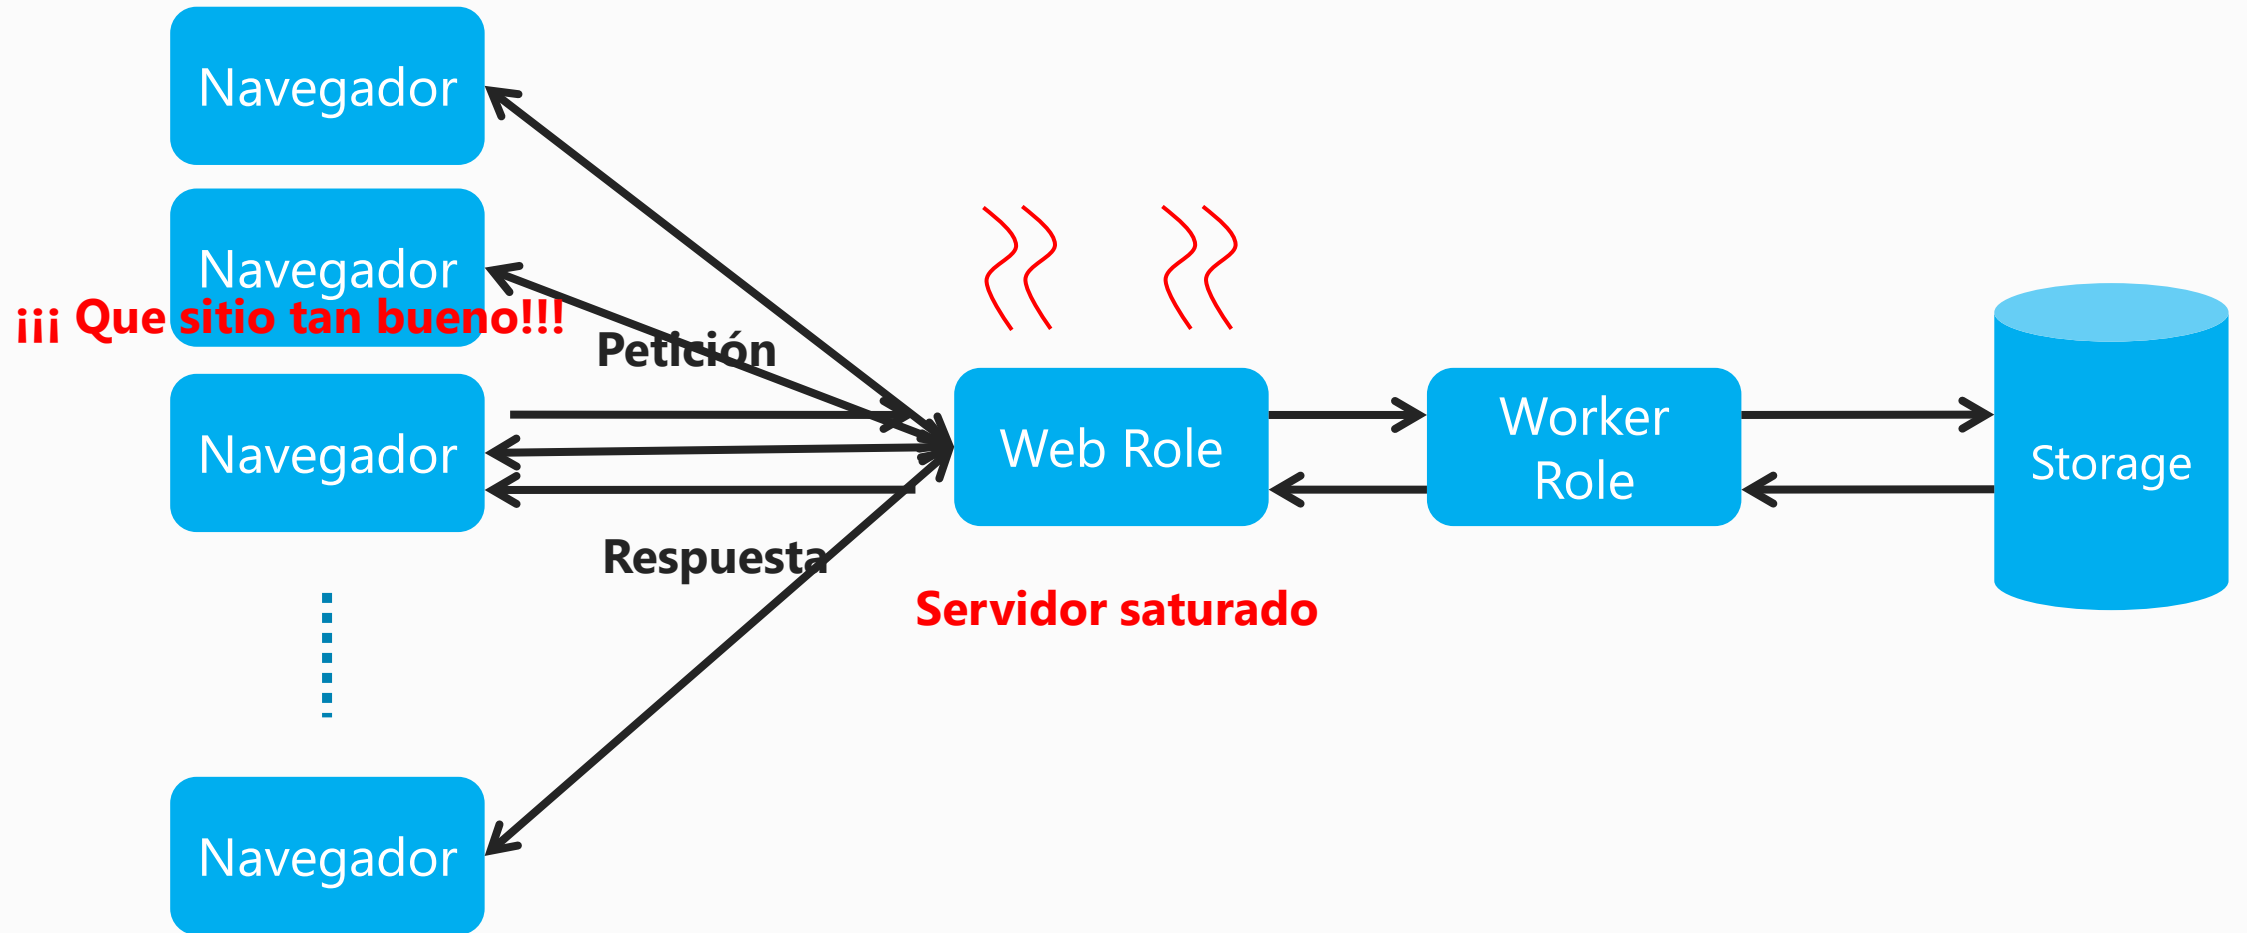 Navegador
Navegador
¡¡¡ Que sitio tan bueno!!!
Petición
Navegador
Web Role
Worker
Role
Storage
Respuesta
Servidor saturado
Navegador